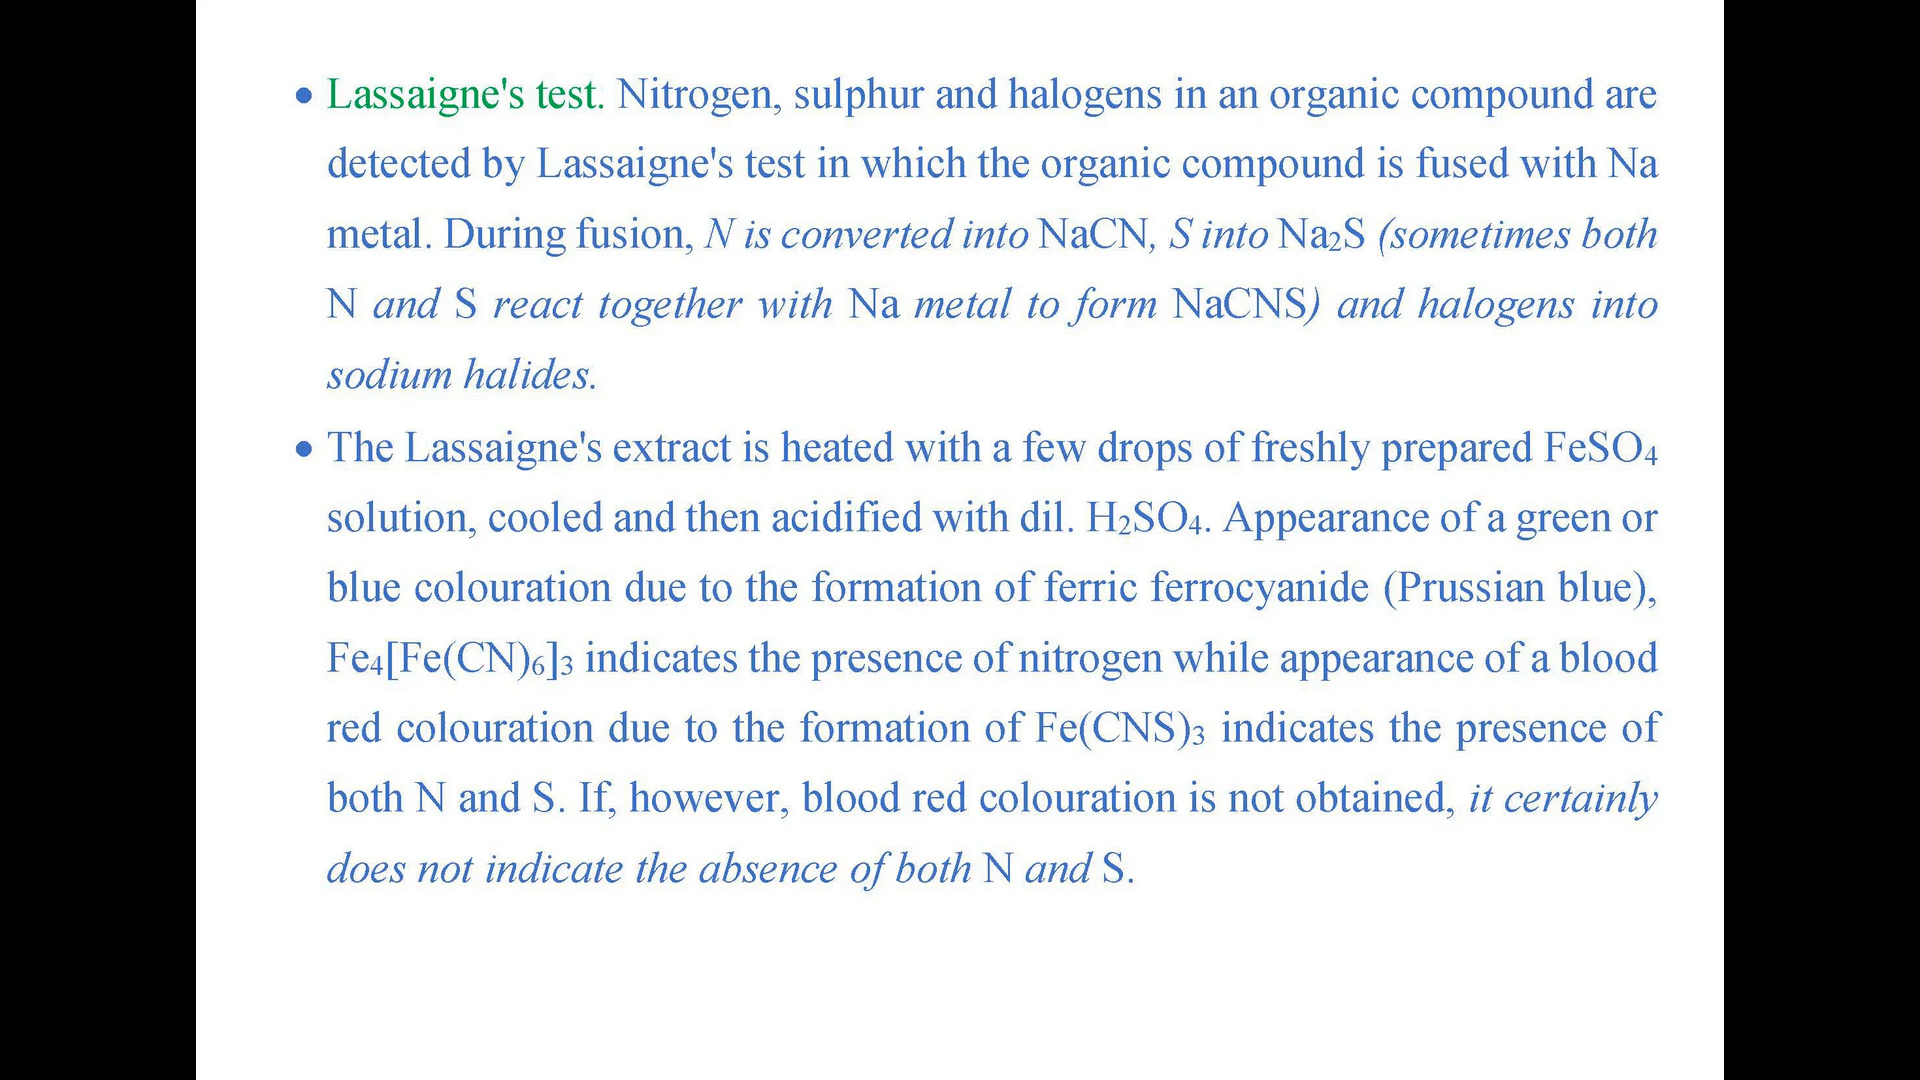 • Lassaigne's test. Nitrogen, sulphur and halogens in an organic compound are
detected by Lassaigne's test in which the organic compound is fused with Na
metal. During fusion, N is converted into NaCN, S into Na₂S (sometimes both
N and S react together with Na metal to form NaCNS) and halogens into
sodium halides.
• The Lassaigne's extract is heated with a few drops of freshly prepared FeSO₄
solution, cooled and then acidified with dil. H₂SO₄. Appearance of a green or
blue colouration due to the formation of ferric ferrocyanide (Prussian blue),
Fe₄[Fe(CN)₆]₃ indicates the presence of nitrogen while appearance of a blood
red colouration due to the formation of Fe(CNS)₃ indicates the presence of
both N and S. If, however, blood red colouration is not obtained, it certainly
does not indicate the absence of both N and S.